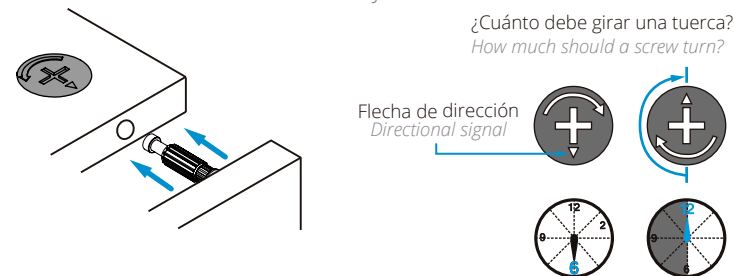 ¿Cuánto debe girar una tuerca?
How much should a screw turn?
Flecha de dirección
Directional signal
12
2
9
6
12
9
6